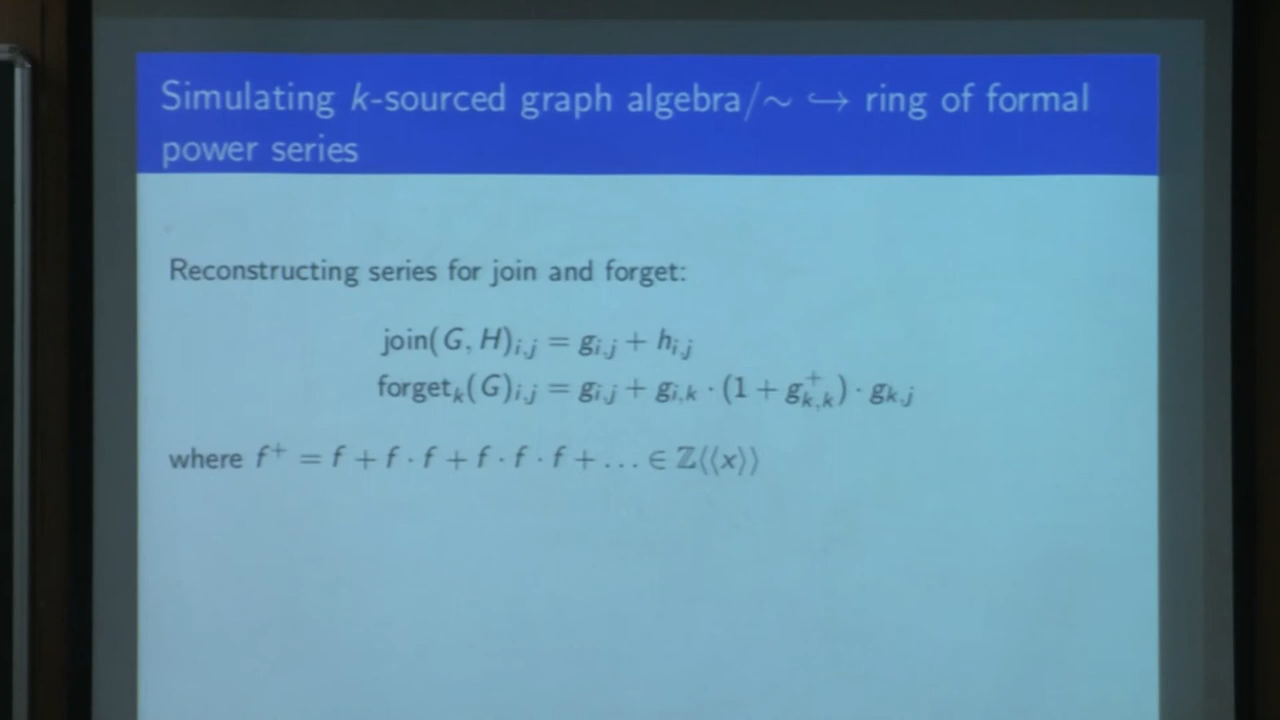 Simulating k-sourced graph algebra/∼ ↪ ring of formal
power series
Reconstructing series for join and forget:
join(G, H)_{i,j} = g_{i,j} + h_{i,j}
forget_k(G)_{i,j} = g_{i,j} + g_{i,k} · (1 + g^+_{k,k}) · g_{k,j}
where f^+ = f + f · f + f · f · f + ... ∈ ℤ⟨⟨x⟩⟩